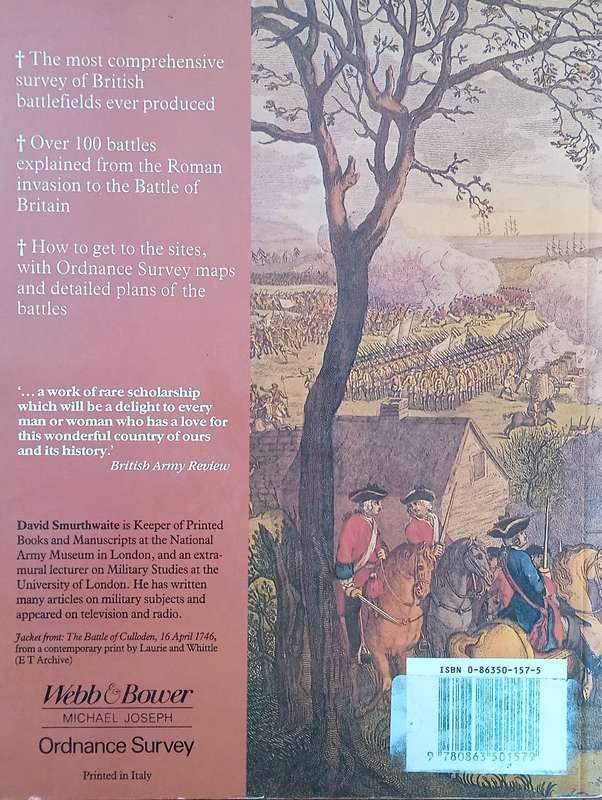 † The most comprehensive
survey of British
battlefields ever produced
† Over 100 battles
explained from the Roman
invasion to the Battle of
Britain
† How to get to the sites,
with Ordnance Survey maps
and detailed plans of the
battles
‘... a work of rare scholarship
which will be a delight to every
man or woman who has a love for
this wonderful country of ours
and its history.’
British Army Review
David Smurthwaite is Keeper of Printed
Books and Manuscripts at the National
Army Museum in London, and an extra-
mural lecturer on Military Studies at the
University of London. He has written
many articles on military subjects and
appeared on television and radio.
Jacket front: The Battle of Culloden, 16 April 1746,
from a contemporary print by Laurie and Whittle
(E T Archive)
Webb & Bower
MICHAEL JOSEPH
Ordnance Survey
Printed in Italy
ISBN 0-86350-157-5
9 780863 501579